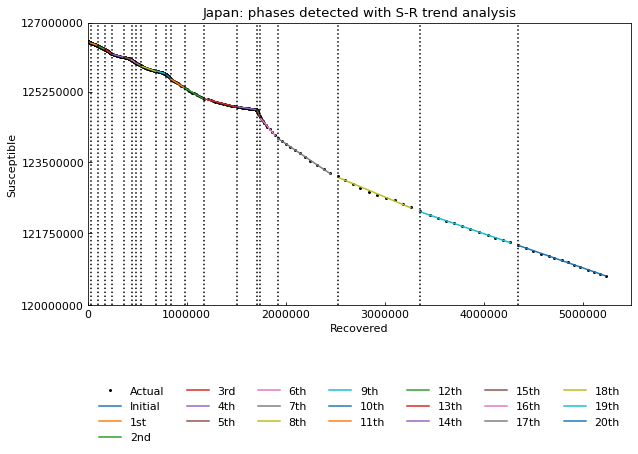 Japan: phases detected with S-R trend analysis
127000000
125250000
123500000
121750000
120000000
Susceptible
0 1000000 2000000 3000000 4000000 5000000
Recovered
Actual 3rd 6th 9th 12th 15th 18th
Initial 4th 7th 10th 13th 16th 19th
1st 5th 8th 11th 14th 17th 20th
2nd